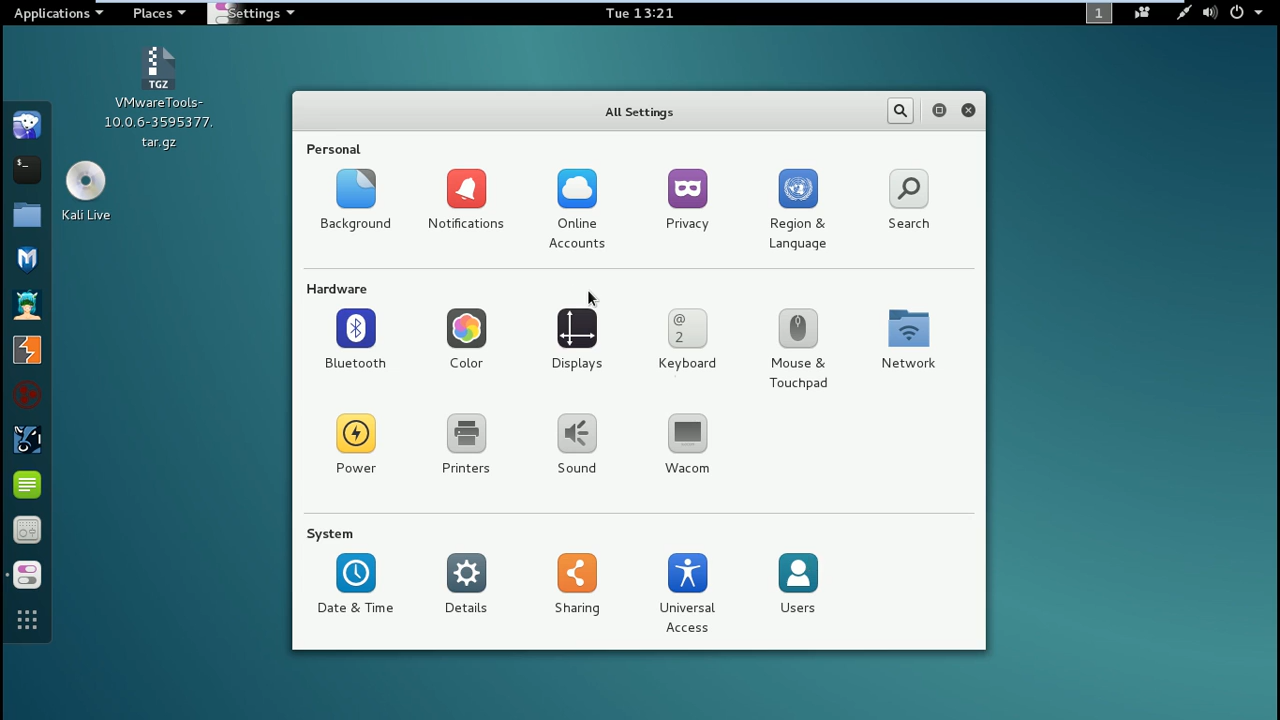 Applications
Places
Settings
Tue 13:21
1
TGZ
VMwareTools-
10.0.6-3595377.
tar.gz
Kali Live
All Settings
Personal
Background
Notifications
Online
Accounts
Privacy
Region &
Language
Search
Hardware
Bluetooth
Color
Displays
@
2
Keyboard
Mouse &
Touchpad
Network
Power
Printers
Sound
Wacom
System
Date & Time
Details
Sharing
Universal
Access
Users